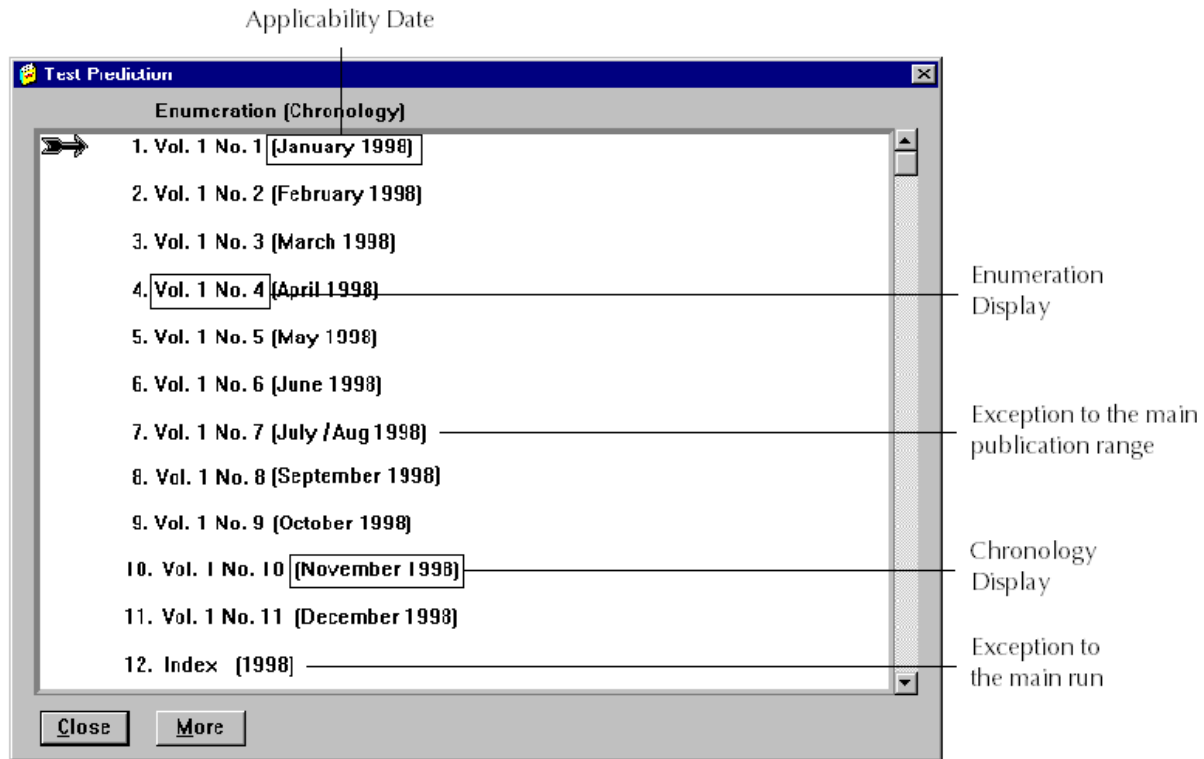 Applicability Date
Test Prediction
Enumeration (Chronology)
1. Vol. 1 No. 1 (January 1998)
2. Vol. 1 No. 2 (February 1998)
3. Vol. 1 No. 3 (March 1998)
4. Vol. 1 No. 4 (April 1998)
Enumeration
Display
5. Vol. 1 No. 5 (May 1998)
6. Vol. 1 No. 6 (June 1998)
7. Vol. 1 No. 7 (July /Aug 1998)
Exception to the main
publication range
8. Vol. 1 No. 8 (September 1998)
9. Vol. 1 No. 9 (October 1998)
10. Vol. 1 No. 10 (November 1998)
Chronology
Display
11. Vol. 1 No. 11 (December 1998)
12. Index (1998)
Exception to
the main run
Close More